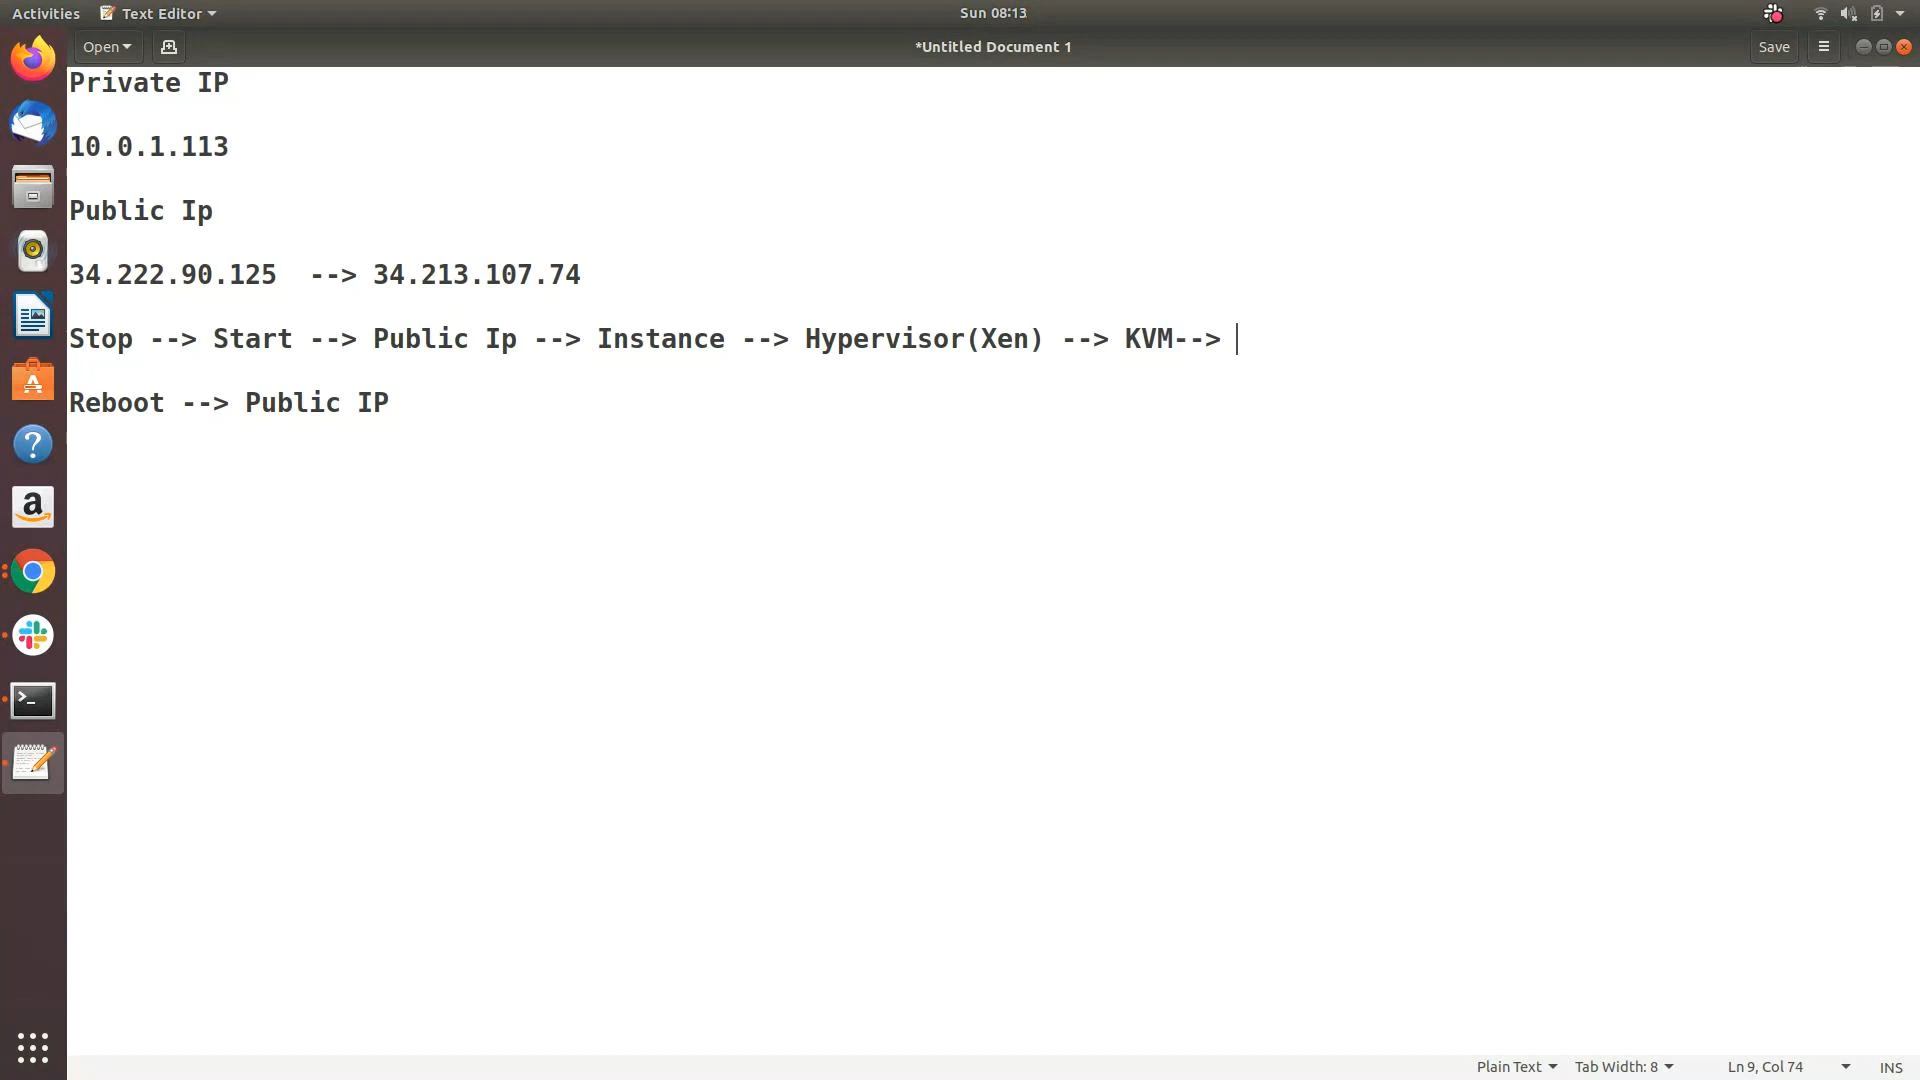 Activities Text Editor Sun 08:13
Open *Untitled Document 1 Save
Private IP
10.0.1.113
Public Ip
34.222.90.125  --> 34.213.107.74
Stop --> Start --> Public Ip --> Instance --> Hypervisor(Xen) --> KVM-->
Reboot --> Public IP
Plain Text Tab Width: 8 Ln 9, Col 74 INS